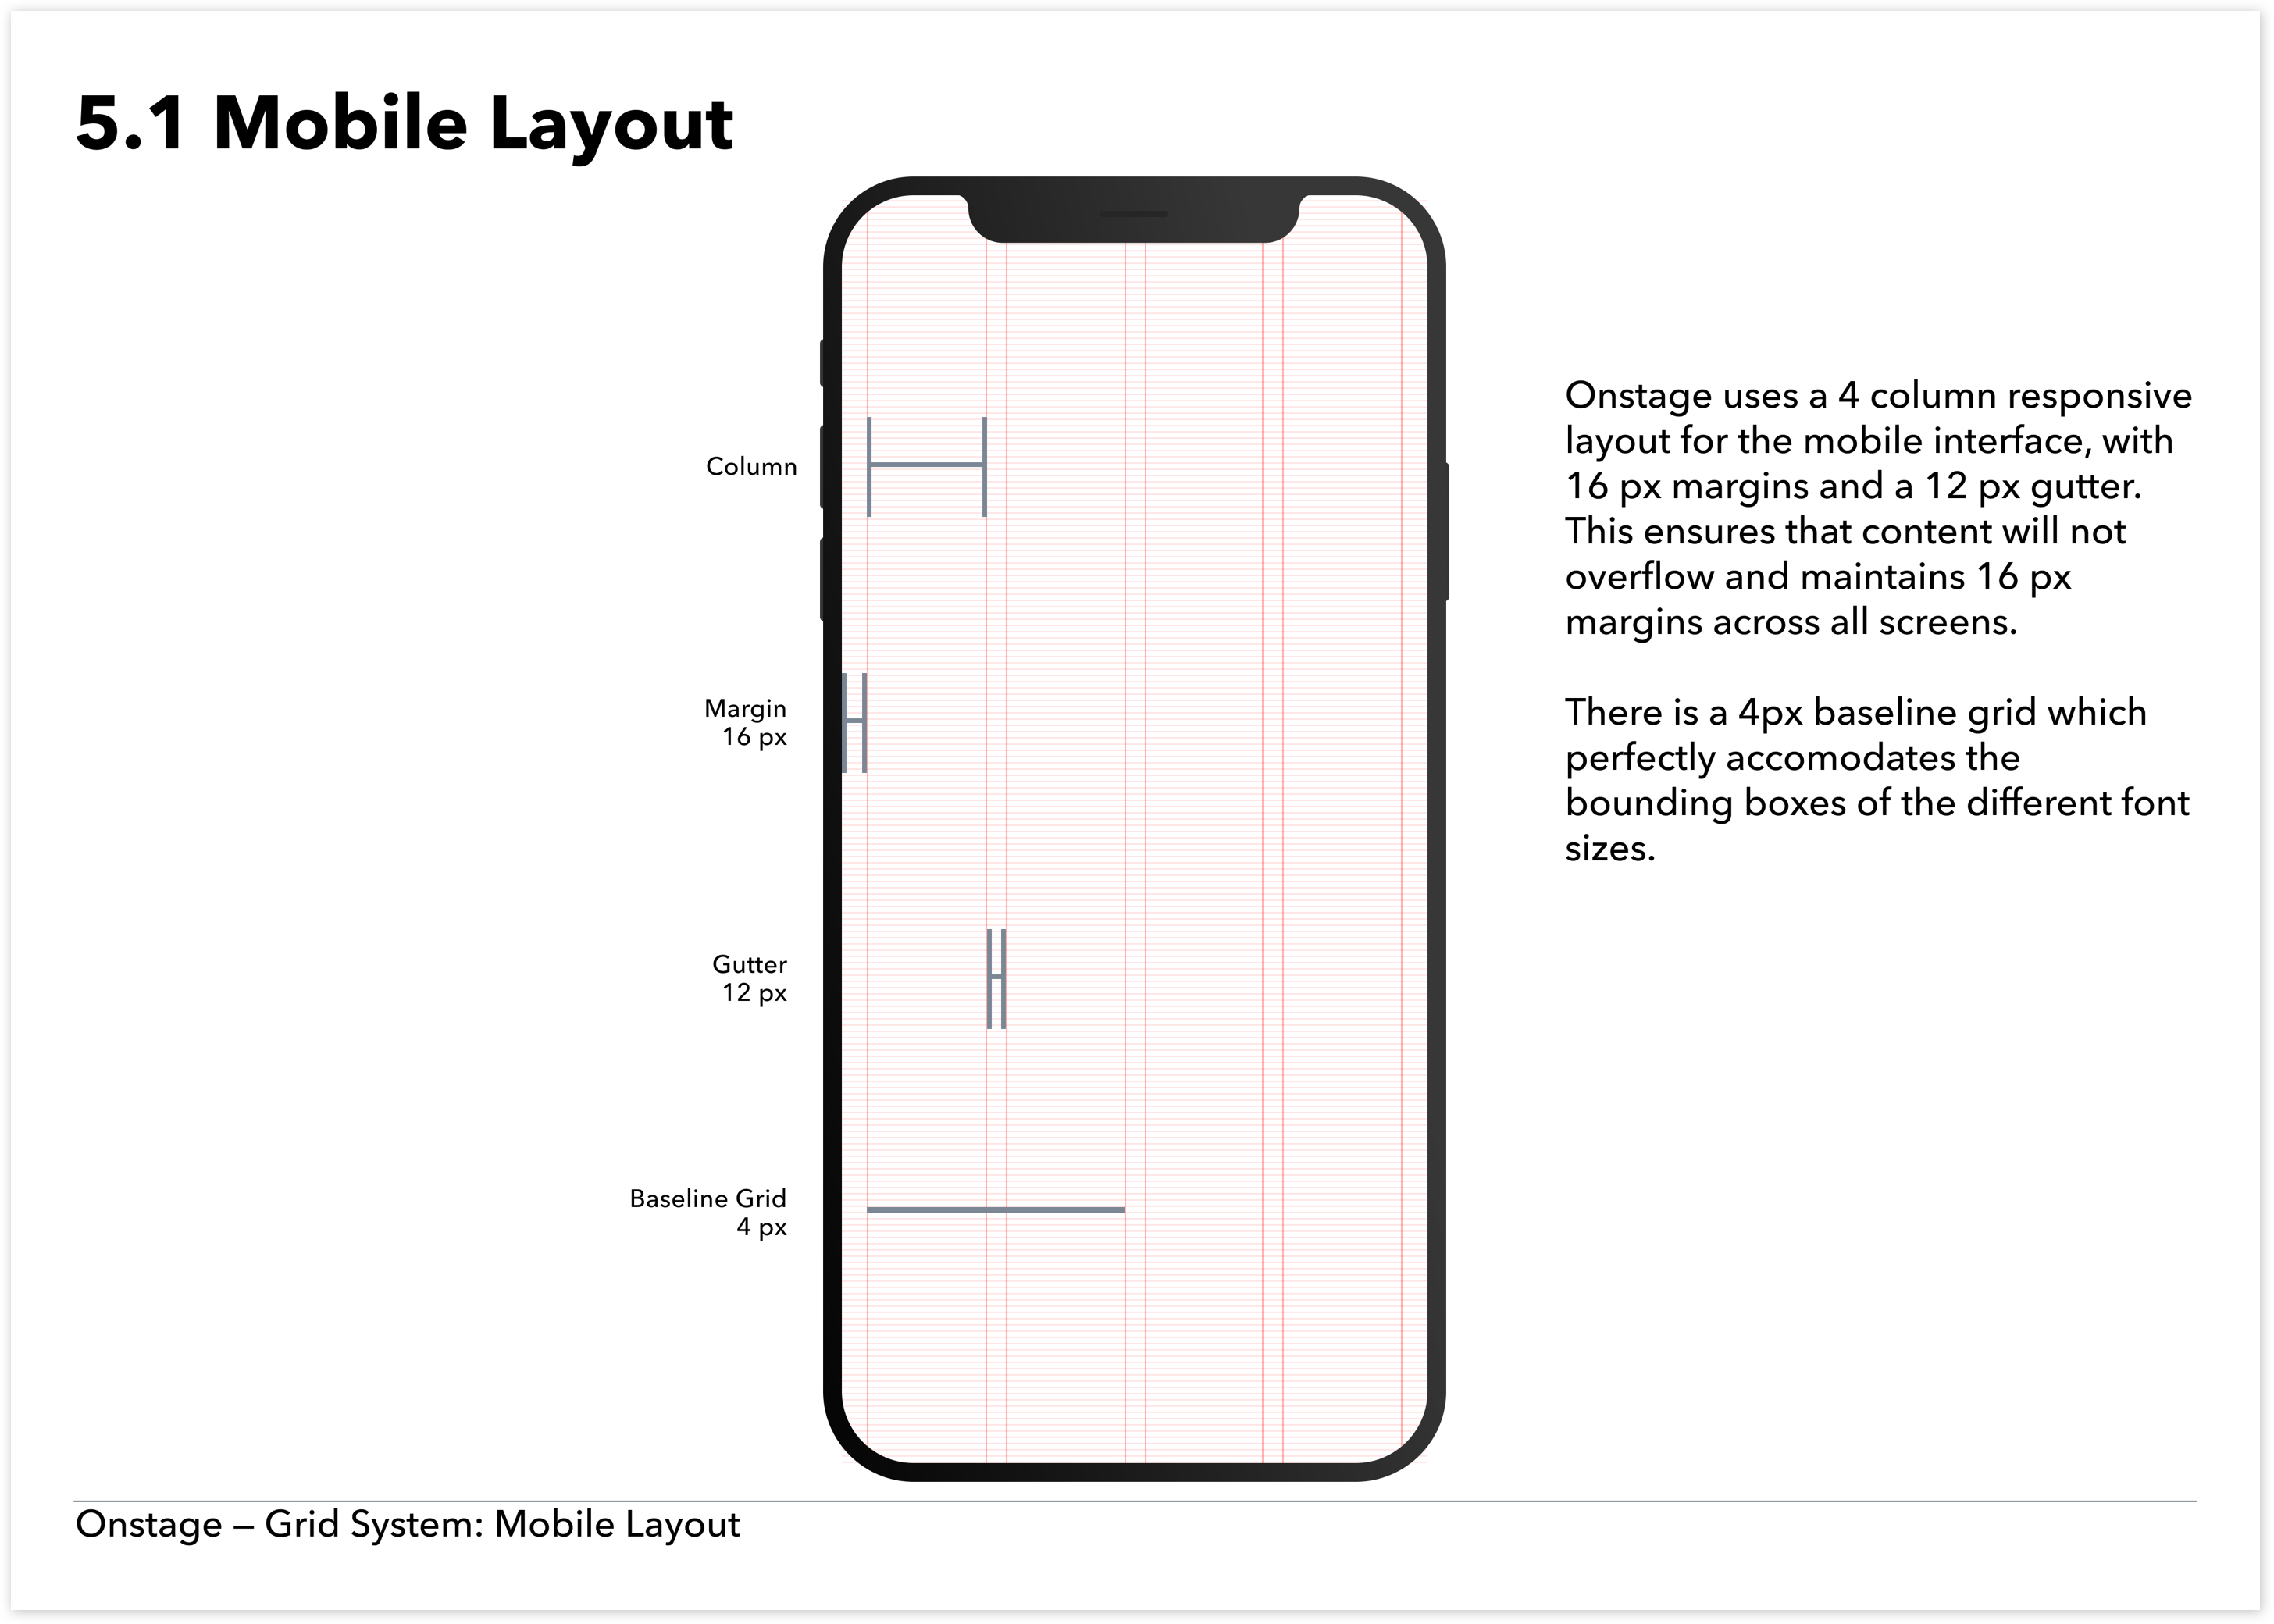 5.1 Mobile Layout
Column
Margin
16 px
Gutter
12 px
Baseline Grid
4 px
Onstage uses a 4 column responsive
layout for the mobile interface, with
16 px margins and a 12 px gutter.
This ensures that content will not
overflow and maintains 16 px
margins across all screens.
There is a 4px baseline grid which
perfectly accomodates the
bounding boxes of the different font
sizes.
Onstage – Grid System: Mobile Layout